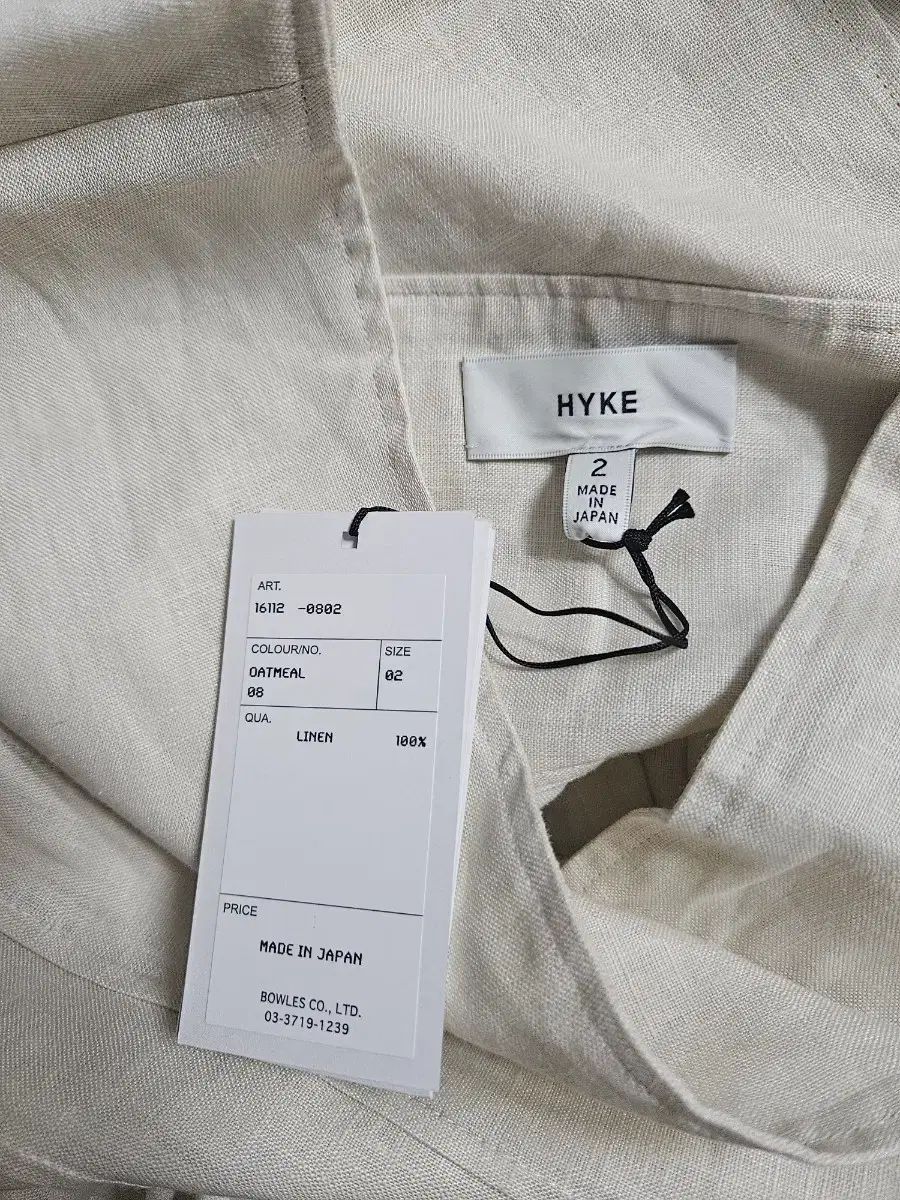 HYKE
2
MADE
IN
JAPAN
ART.
16112 -0802
COLOUR/NO.
OATMEAL
08
SIZE
02
QUA.
LINEN 100%
PRICE
MADE IN JAPAN
BOWLES CO., LTD.
03-3719-1239